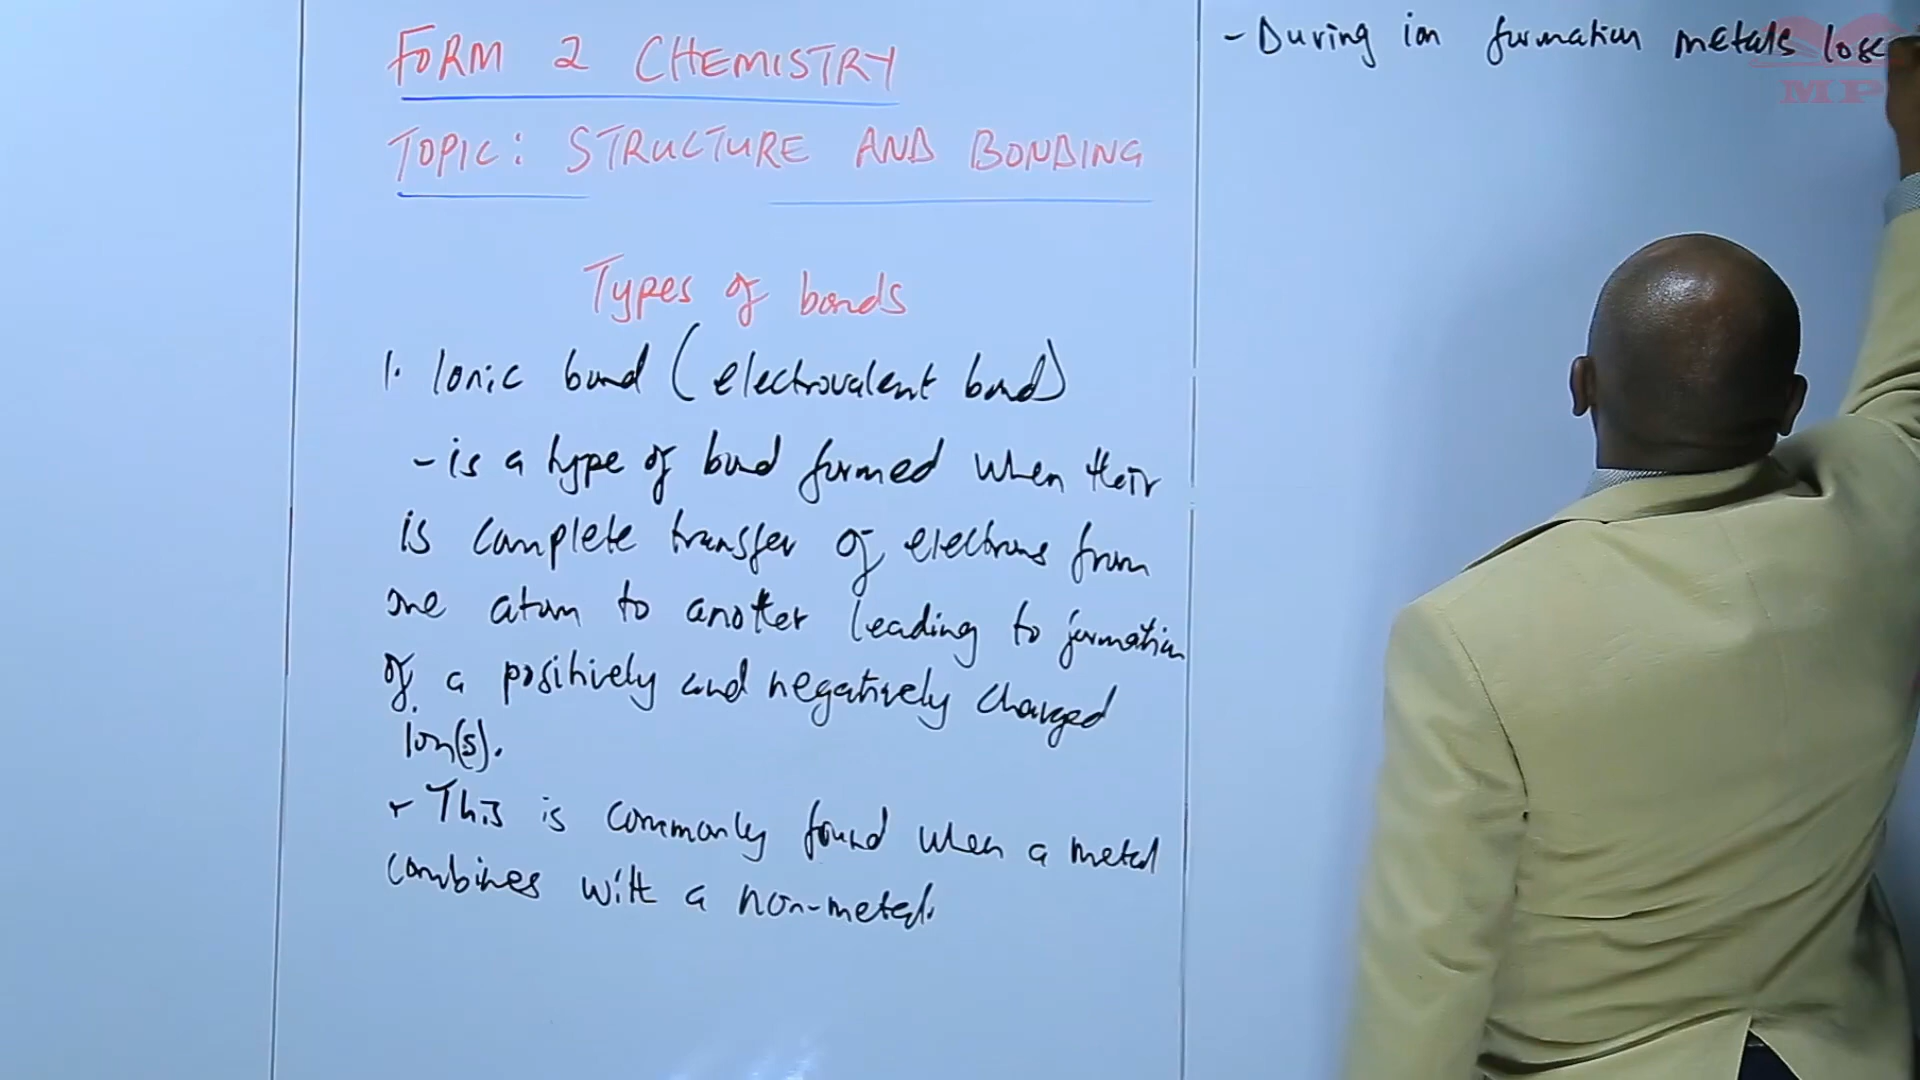 FORM 2 CHEMISTRY
TOPIC: STRUCTURE AND BONDING
Types of bonds
1. Ionic bond (electrovalent bond)
- is a type of bond formed when their
is complete transfer of electrons from
one atom to another leading to formation
of a positively and negatively charged
ion(s).
- This is commonly found when a metal
combines with a non-metal.
- During ion formation metals lose
MP